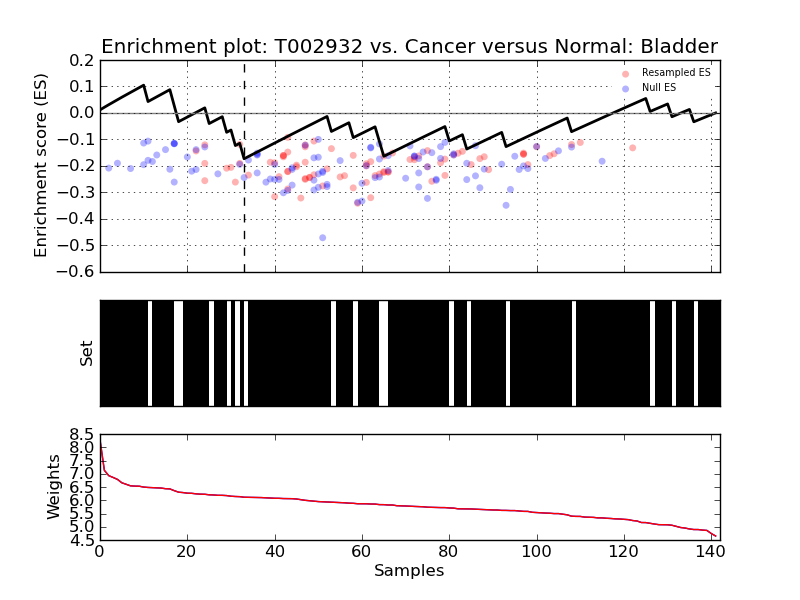 Enrichment plot: T002932 vs. Cancer versus Normal: Bladder
Enrichment score (ES)
0.2
0.1
0.0
−0.1
−0.2
−0.3
−0.4
−0.5
−0.6
Resampled ES
Null ES
Set
Weights
8.5
8.0
7.5
7.0
6.5
6.0
5.5
5.0
4.5
0 20 40 60 80 100 120 140
Samples